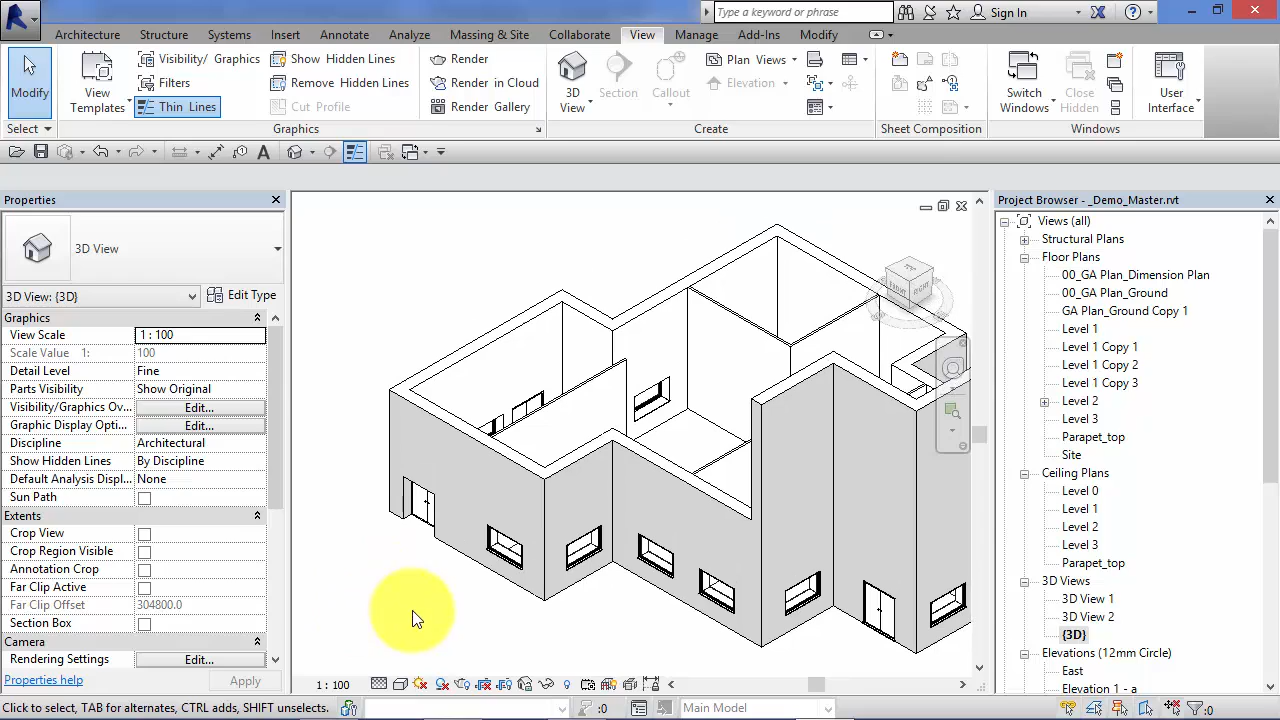 Type a keyword or phrase
Sign In
Architecture Structure Systems Insert Annotate Analyze Massing & Site Collaborate View Manage Add-Ins Modify
Modify
View
Templates
Visibility/ Graphics
Filters
Thin Lines
Show Hidden Lines
Remove Hidden Lines
Cut Profile
Render
Render in Cloud
Render Gallery
3D
View
Section
Callout
Plan Views
Elevation
Switch
Windows
Close
Hidden
User
Interface
Select Graphics Create Sheet Composition Windows
Properties
3D View
3D View: {3D} Edit Type
Graphics
View Scale 1 : 100
Scale Value 1: 100
Detail Level Fine
Parts Visibility Show Original
Visibility/Graphics Ov... Edit...
Graphic Display Opti... Edit...
Discipline Architectural
Show Hidden Lines By Discipline
Default Analysis Displ... None
Sun Path
Extents
Crop View
Crop Region Visible
Annotation Crop
Far Clip Active
Far Clip Offset 304800.0
Section Box
Camera
Rendering Settings Edit...
Properties help Apply
TOP
1 : 100
Project Browser - _Demo_Master.rvt
Views (all)
Structural Plans
Floor Plans
00_GA Plan_Dimension Plan
00_GA Plan_Ground
GA Plan_Ground Copy 1
Level 1
Level 1 Copy 1
Level 1 Copy 2
Level 1 Copy 3
Level 2
Level 3
Parapet_top
Site
Ceiling Plans
Level 0
Level 1
Level 2
Level 3
Parapet_top
3D Views
3D View 1
3D View 2
{3D}
Elevations (12mm Circle)
East
Elevation 1 - a
Click to select, TAB for alternates, CTRL adds, SHIFT unselects. :0 Main Model :0